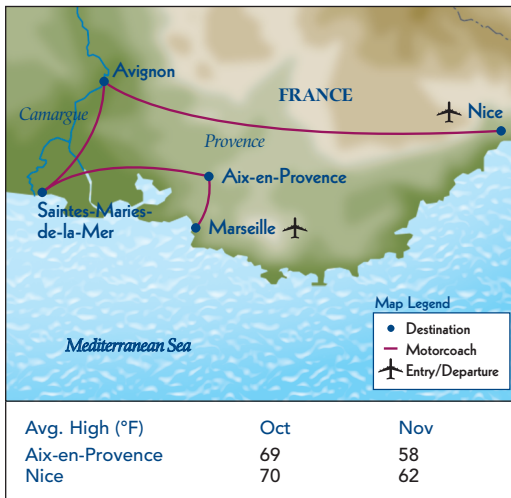 Avignon
FRANCE
Camargue
Nice
Provence
Aix-en-Provence
Saintes-Maries-
de-la-Mer
Marseille
Map Legend
Destination
Motorcoach
Entry/Departure
Mediterranean Sea
Avg. High (°F) Oct Nov
Aix-en-Provence 69 58
Nice 70 62